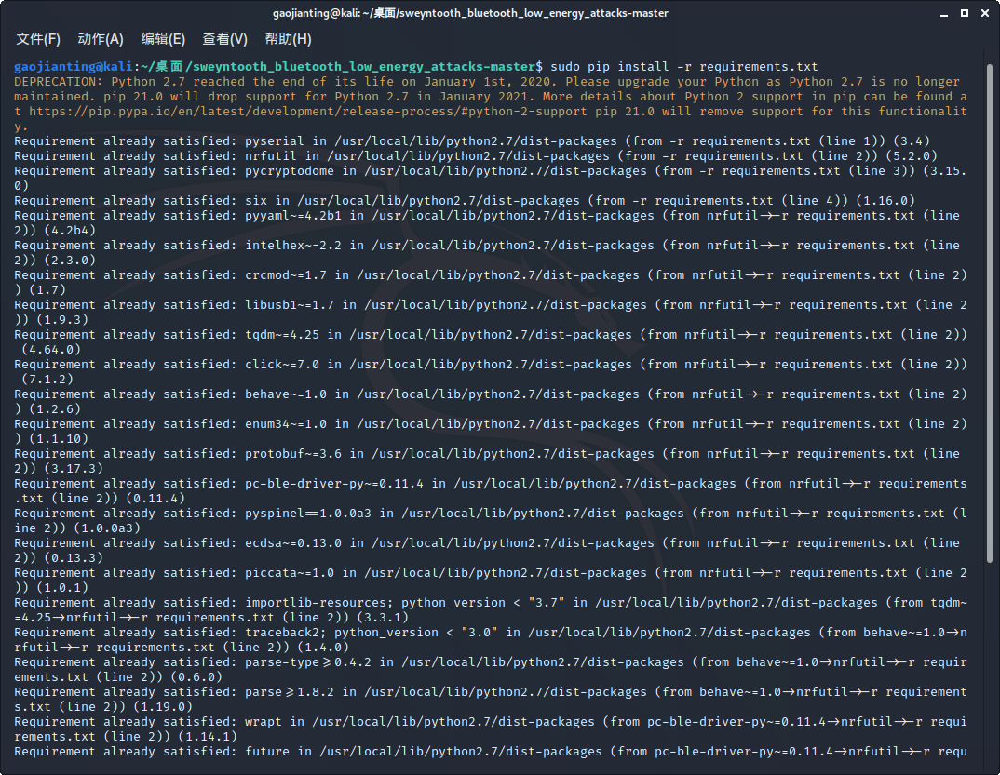 gaojianting@kali: ~/桌面/sweyntooth_bluetooth_low_energy_attacks-master
文件(F) 动作(A) 编辑(E) 查看(V) 帮助(H)
gaojianting@kali:~/桌面/sweyntooth_bluetooth_low_energy_attacks-master$ sudo pip install -r requirements.txt
DEPRECATION: Python 2.7 reached the end of its life on January 1st, 2020. Please upgrade your Python as Python 2.7 is no longer
maintained. pip 21.0 will drop support for Python 2.7 in January 2021. More details about Python 2 support in pip can be found a
t https://pip.pypa.io/en/latest/development/release-process/#python-2-support pip 21.0 will remove support for this functionalit
y.
Requirement already satisfied: pyserial in /usr/local/lib/python2.7/dist-packages (from -r requirements.txt (line 1)) (3.4)
Requirement already satisfied: nrfutil in /usr/local/lib/python2.7/dist-packages (from -r requirements.txt (line 2)) (5.2.0)
Requirement already satisfied: pycryptodome in /usr/local/lib/python2.7/dist-packages (from -r requirements.txt (line 3)) (3.15.
0)
Requirement already satisfied: six in /usr/local/lib/python2.7/dist-packages (from -r requirements.txt (line 4)) (1.16.0)
Requirement already satisfied: pyyaml~=4.2b1 in /usr/local/lib/python2.7/dist-packages (from nrfutil->-r requirements.txt (line
2)) (4.2b4)
Requirement already satisfied: intelhex~=2.2 in /usr/local/lib/python2.7/dist-packages (from nrfutil->-r requirements.txt (line
2)) (2.3.0)
Requirement already satisfied: crcmod~=1.7 in /usr/local/lib/python2.7/dist-packages (from nrfutil->-r requirements.txt (line 2)
) (1.7)
Requirement already satisfied: libusb1~=1.7 in /usr/local/lib/python2.7/dist-packages (from nrfutil->-r requirements.txt (line 2
)) (1.9.3)
Requirement already satisfied: tqdm~=4.25 in /usr/local/lib/python2.7/dist-packages (from nrfutil->-r requirements.txt (line 2))
(4.64.0)
Requirement already satisfied: click~=7.0 in /usr/local/lib/python2.7/dist-packages (from nrfutil->-r requirements.txt (line 2))
(7.1.2)
Requirement already satisfied: behave~=1.0 in /usr/local/lib/python2.7/dist-packages (from nrfutil->-r requirements.txt (line 2)
) (1.2.6)
Requirement already satisfied: enum34~=1.0 in /usr/local/lib/python2.7/dist-packages (from nrfutil->-r requirements.txt (line 2)
) (1.1.10)
Requirement already satisfied: protobuf~=3.6 in /usr/local/lib/python2.7/dist-packages (from nrfutil->-r requirements.txt (line
2)) (3.17.3)
Requirement already satisfied: pc-ble-driver-py~=0.11.4 in /usr/local/lib/python2.7/dist-packages (from nrfutil->-r requirements
.txt (line 2)) (0.11.4)
Requirement already satisfied: pyspinel==1.0.0a3 in /usr/local/lib/python2.7/dist-packages (from nrfutil->-r requirements.txt (l
ine 2)) (1.0.0a3)
Requirement already satisfied: ecdsa~=0.13.0 in /usr/local/lib/python2.7/dist-packages (from nrfutil->-r requirements.txt (line
2)) (0.13.3)
Requirement already satisfied: piccata~=1.0 in /usr/local/lib/python2.7/dist-packages (from nrfutil->-r requirements.txt (line 2
)) (1.0.1)
Requirement already satisfied: importlib-resources; python_version < "3.7" in /usr/local/lib/python2.7/dist-packages (from tqdm~
=4.25->nrfutil->-r requirements.txt (line 2)) (3.3.1)
Requirement already satisfied: traceback2; python_version < "3.0" in /usr/local/lib/python2.7/dist-packages (from behave~=1.0->n
rfutil->-r requirements.txt (line 2)) (1.4.0)
Requirement already satisfied: parse-type>=0.4.2 in /usr/local/lib/python2.7/dist-packages (from behave~=1.0->nrfutil->-r requir
ements.txt (line 2)) (0.6.0)
Requirement already satisfied: parse>=1.8.2 in /usr/local/lib/python2.7/dist-packages (from behave~=1.0->nrfutil->-r requirement
s.txt (line 2)) (1.19.0)
Requirement already satisfied: wrapt in /usr/local/lib/python2.7/dist-packages (from pc-ble-driver-py~=0.11.4->nrfutil->-r requi
rements.txt (line 2)) (1.14.1)
Requirement already satisfied: future in /usr/local/lib/python2.7/dist-packages (from pc-ble-driver-py~=0.11.4->nrfutil->-r requ